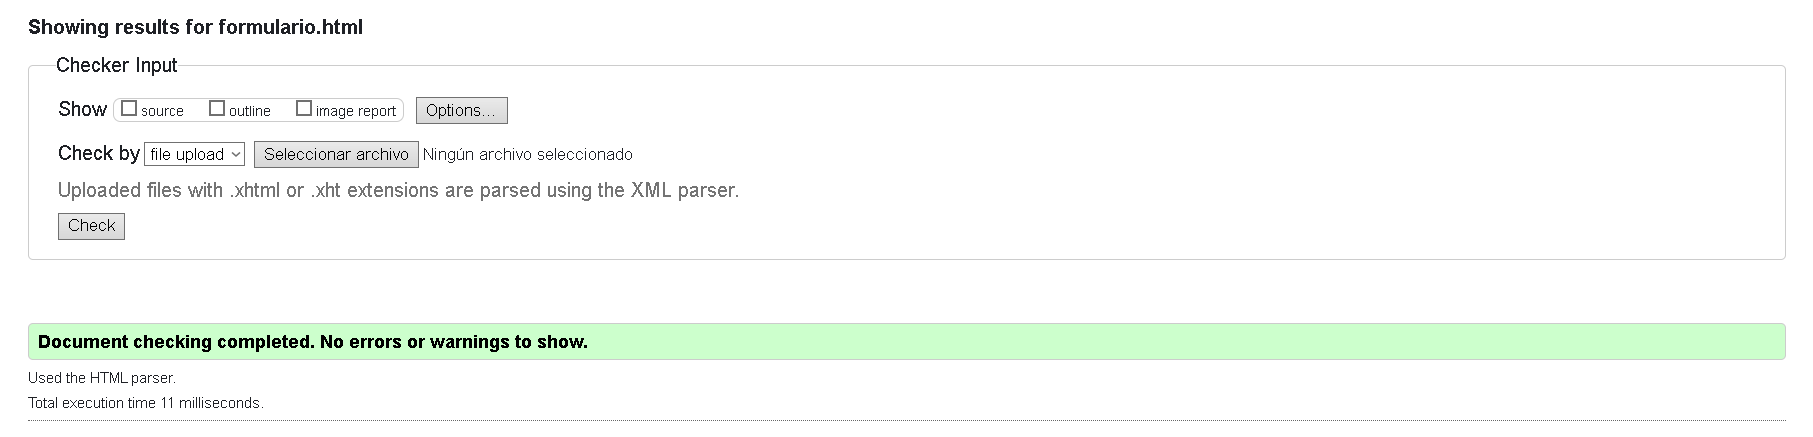 Showing results for formulario.html
Checker Input
Show source outline image report Options...
Check by file upload Seleccionar archivo Ningún archivo seleccionado
Uploaded files with .xhtml or .xht extensions are parsed using the XML parser.
Check
Document checking completed. No errors or warnings to show.
Used the HTML parser.
Total execution time 11 milliseconds.